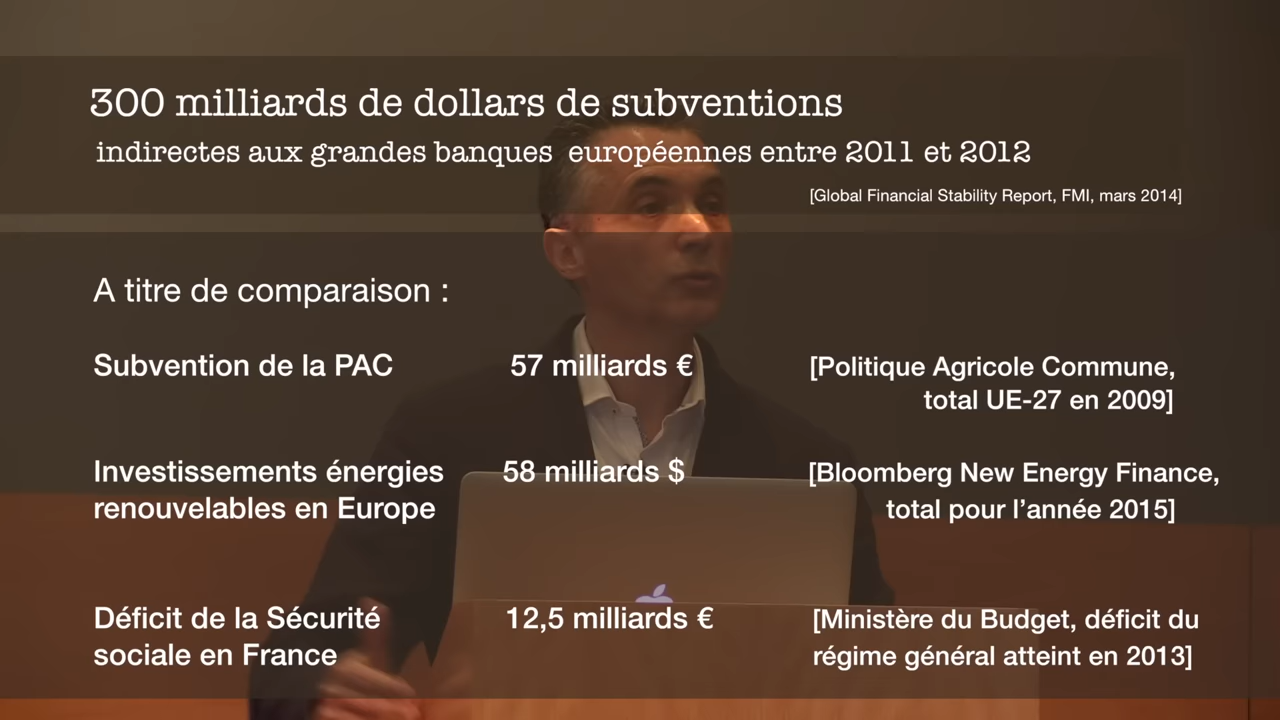 300 milliards de dollars de subventions
indirectes aux grandes banques européennes entre 2011 et 2012
[Global Financial Stability Report, FMI, mars 2014]
A titre de comparaison :
Subvention de la PAC 57 milliards € [Politique Agricole Commune,
total UE-27 en 2009]
Investissements énergies 58 milliards $ [Bloomberg New Energy Finance,
renouvelables en Europe total pour l’année 2015]
Déficit de la Sécurité 12,5 milliards € [Ministère du Budget, déficit du
sociale en France régime général atteint en 2013]